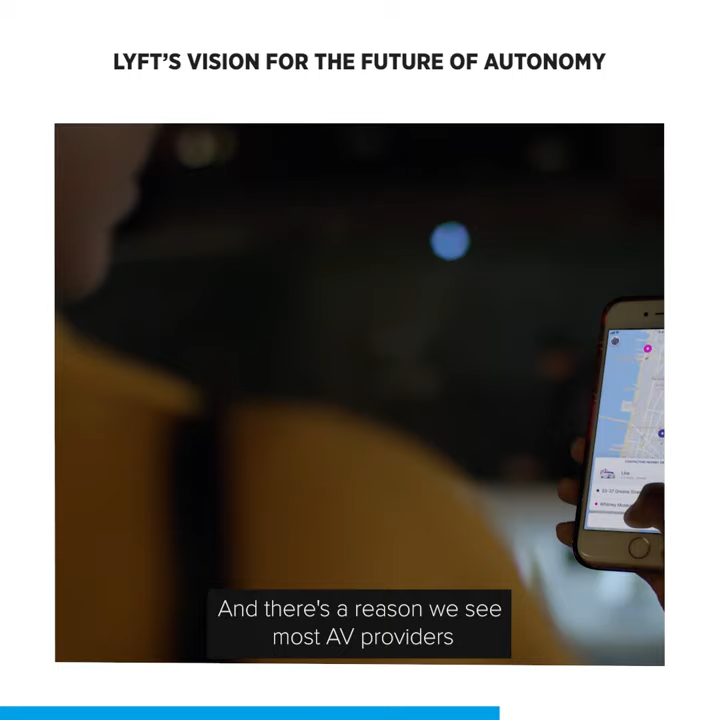 LYFT'S VISION FOR THE FUTURE OF AUTONOMY
And there's a reason we see
most AV providers